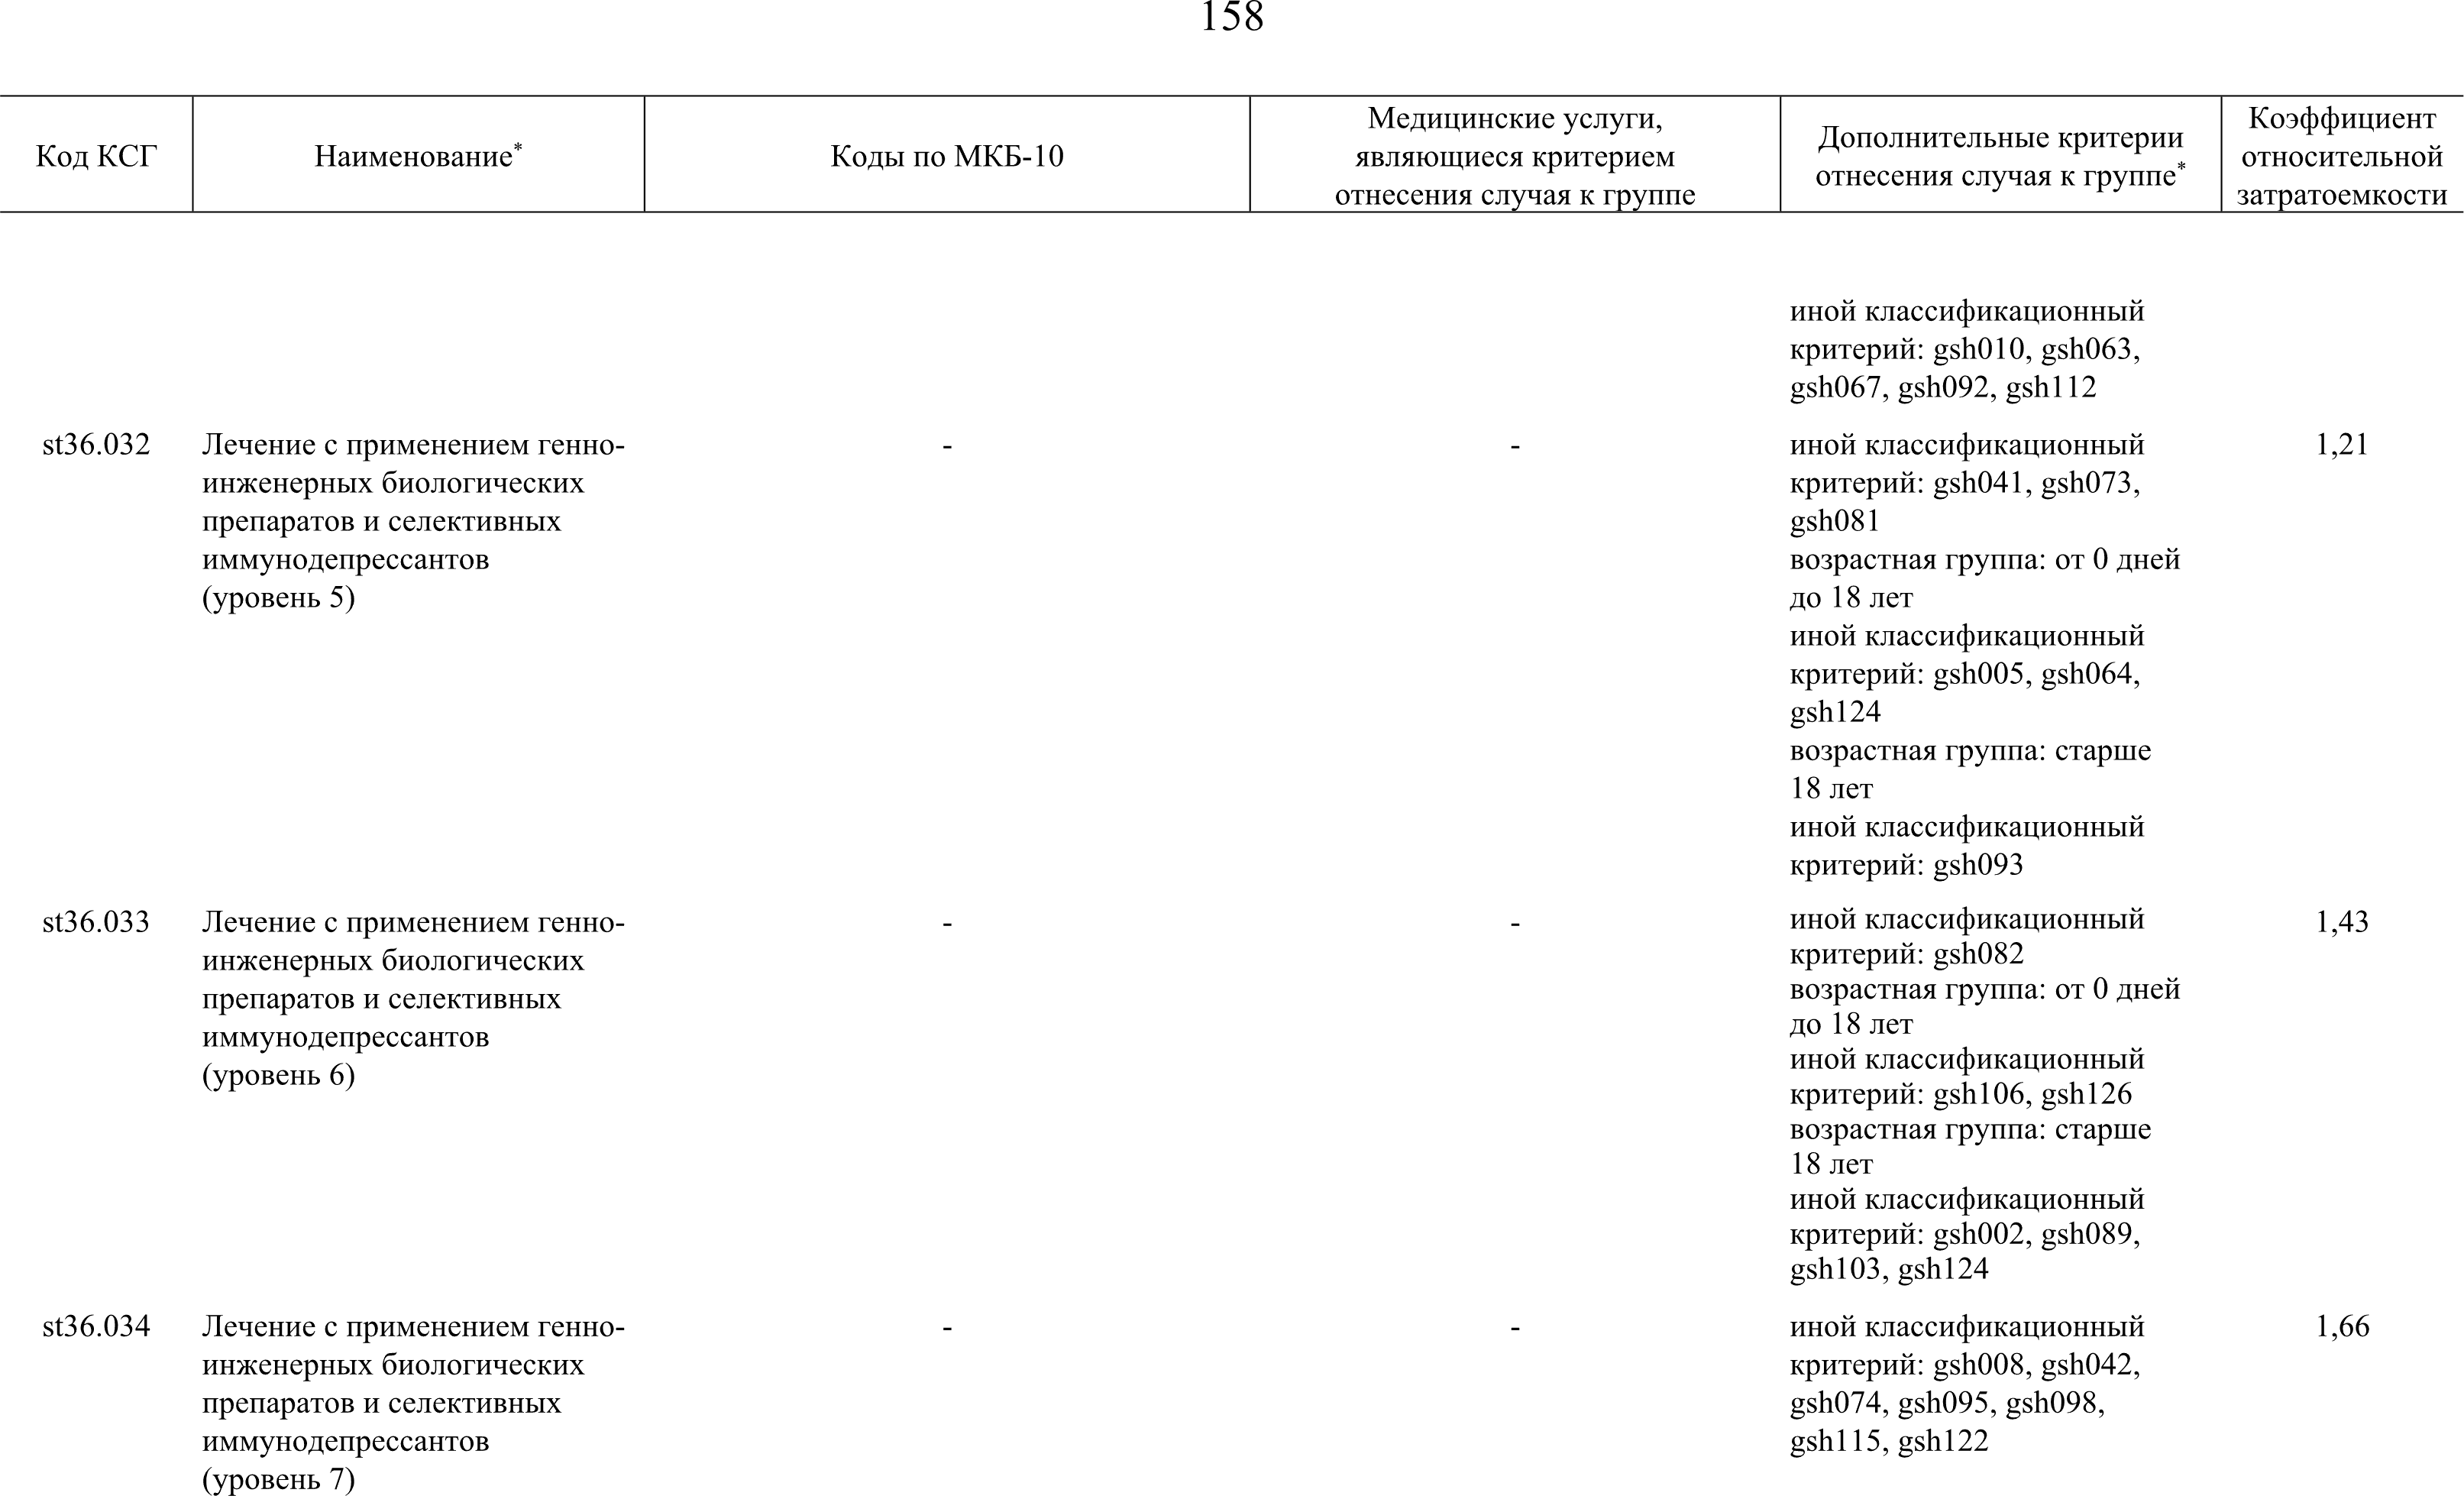 158
Код КСГ
Наименование*
Коды по МКБ-10
Медицинские услуги,
являющиеся критерием
отнесения случая к группе
Дополнительные критерии
отнесения случая к группе*
Коэффициент
относительной
затратоемкости
иной классификационный
критерий: gsh010, gsh063,
gsh067, gsh092, gsh112
st36.032
Лечение с применением генно-
инженерных биологических
препаратов и селективных
иммунодепрессантов
(уровень 5)
-
-
иной классификационный
критерий: gsh041, gsh073,
gsh081
возрастная группа: от 0 дней
до 18 лет
иной классификационный
критерий: gsh005, gsh064,
gsh124
возрастная группа: старше
18 лет
иной классификационный
критерий: gsh093
1,21
st36.033
Лечение с применением генно-
инженерных биологических
препаратов и селективных
иммунодепрессантов
(уровень 6)
-
-
иной классификационный
критерий: gsh082
возрастная группа: от 0 дней
до 18 лет
иной классификационный
критерий: gsh106, gsh126
возрастная группа: старше
18 лет
иной классификационный
критерий: gsh002, gsh089,
gsh103, gsh124
1,43
st36.034
Лечение с применением генно-
инженерных биологических
препаратов и селективных
иммунодепрессантов
(уровень 7)
-
-
иной классификационный
критерий: gsh008, gsh042,
gsh074, gsh095, gsh098,
gsh115, gsh122
1,66